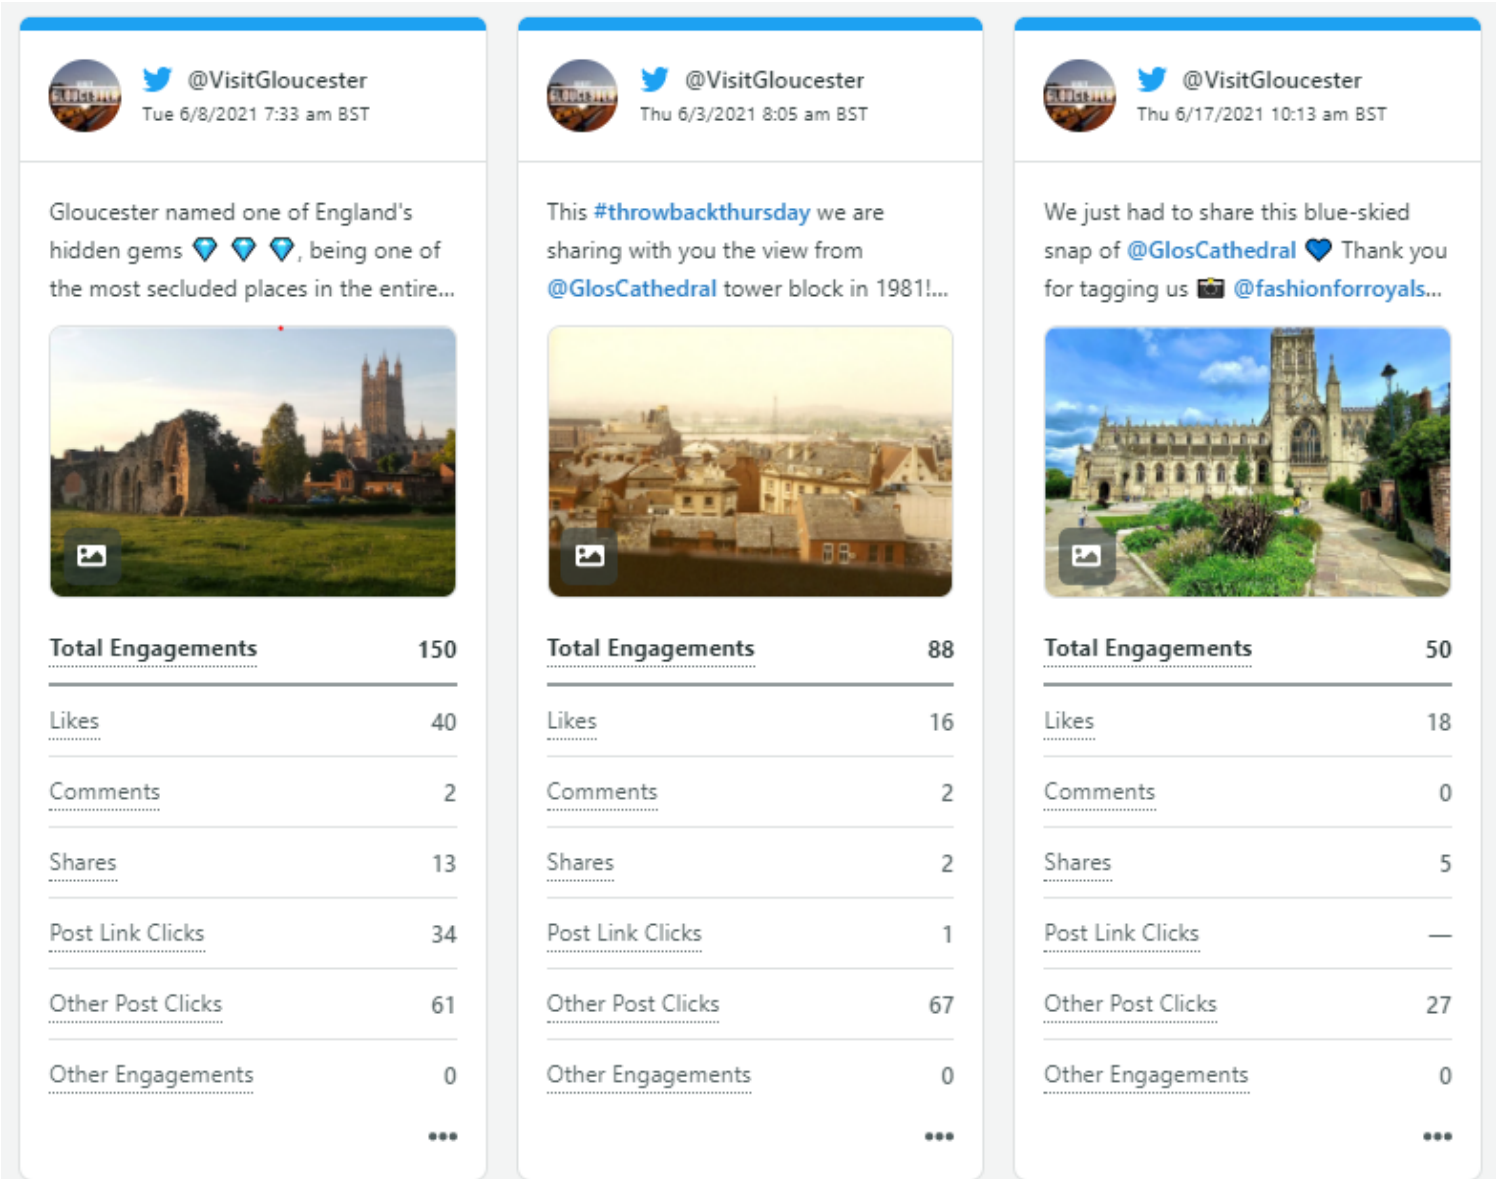 @VisitGloucester
Tue 6/8/2021 7:33 am BST
Gloucester named one of England's
hidden gems 💎 💎 💎, being one of
the most secluded places in the entire...
Total Engagements 150
Likes 40
Comments 2
Shares 13
Post Link Clicks 34
Other Post Clicks 61
Other Engagements 0
@VisitGloucester
Thu 6/3/2021 8:05 am BST
This #throwbackthursday we are
sharing with you the view from
@GlosCathedral tower block in 1981!...
Total Engagements 88
Likes 16
Comments 2
Shares 2
Post Link Clicks 1
Other Post Clicks 67
Other Engagements 0
@VisitGloucester
Thu 6/17/2021 10:13 am BST
We just had to share this blue-skied
snap of @GlosCathedral 💙 Thank you
for tagging us 📷 @fashionforroyals...
Total Engagements 50
Likes 18
Comments 0
Shares 5
Post Link Clicks —
Other Post Clicks 27
Other Engagements 0